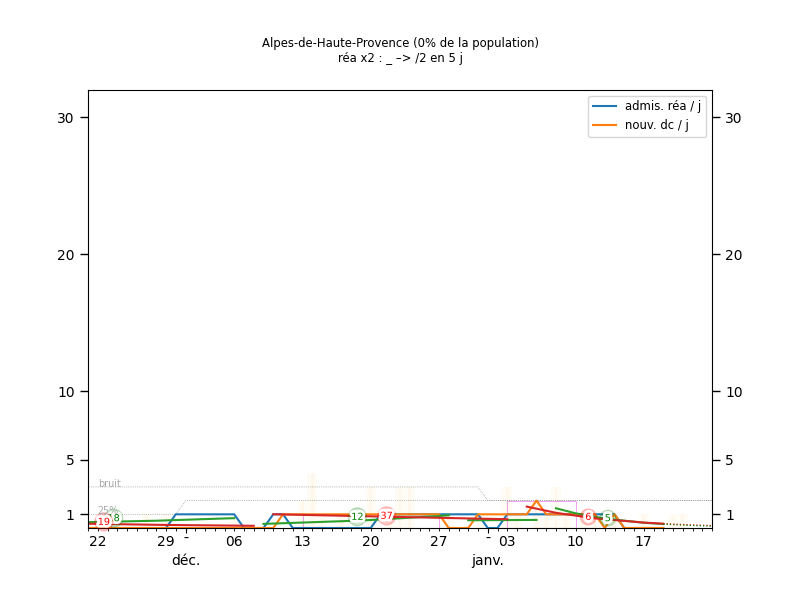 Alpes-de-Haute-Provence (0% de la population)
réa x2 : _ –> /2 en 5 j
admis. réa / j
nouv. dc / j
30 30
20 20
10 10
5 5
bruit
25%
1 1
19 8 12 37 6 5
22 29 - 06 13 20 27 - 03 10 17
déc. janv.